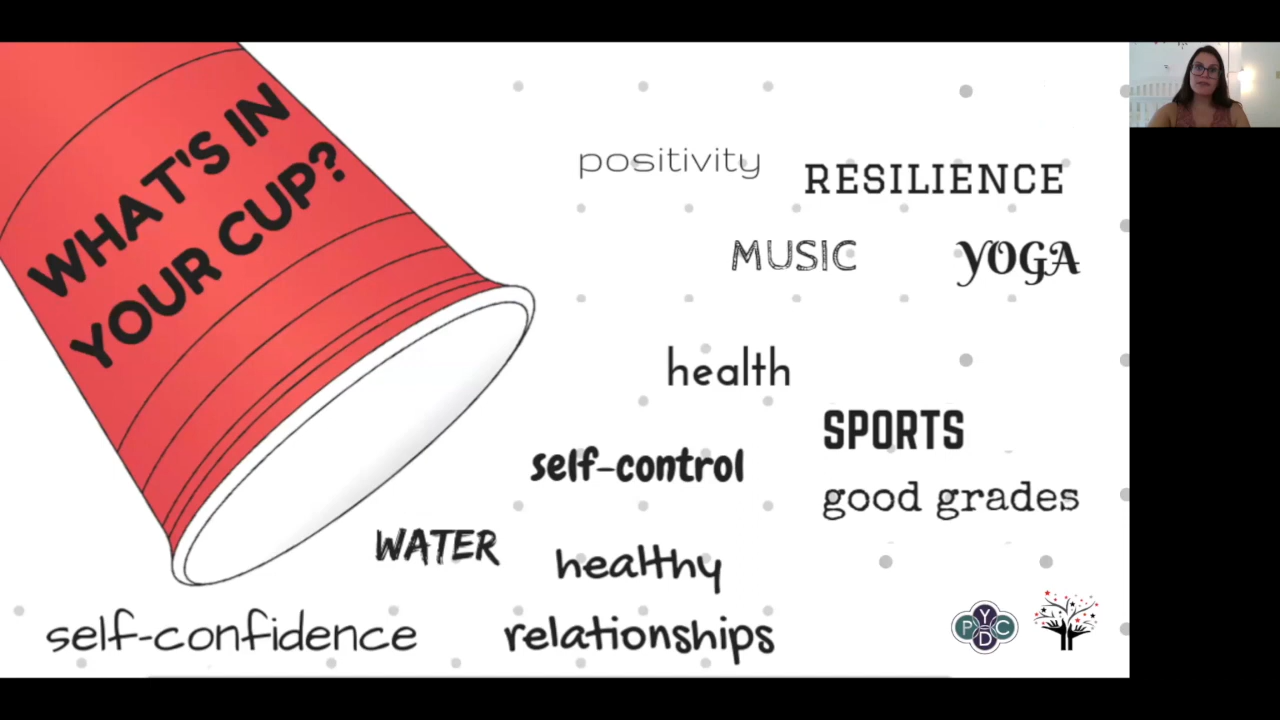 WHAT'S IN
YOUR CUP?
positivity
RESILIENCE
MUSIC
YOGA
health
SPORTS
self-control
good grades
WATER
healthy
relationships
self-confidence
Y
P C
D